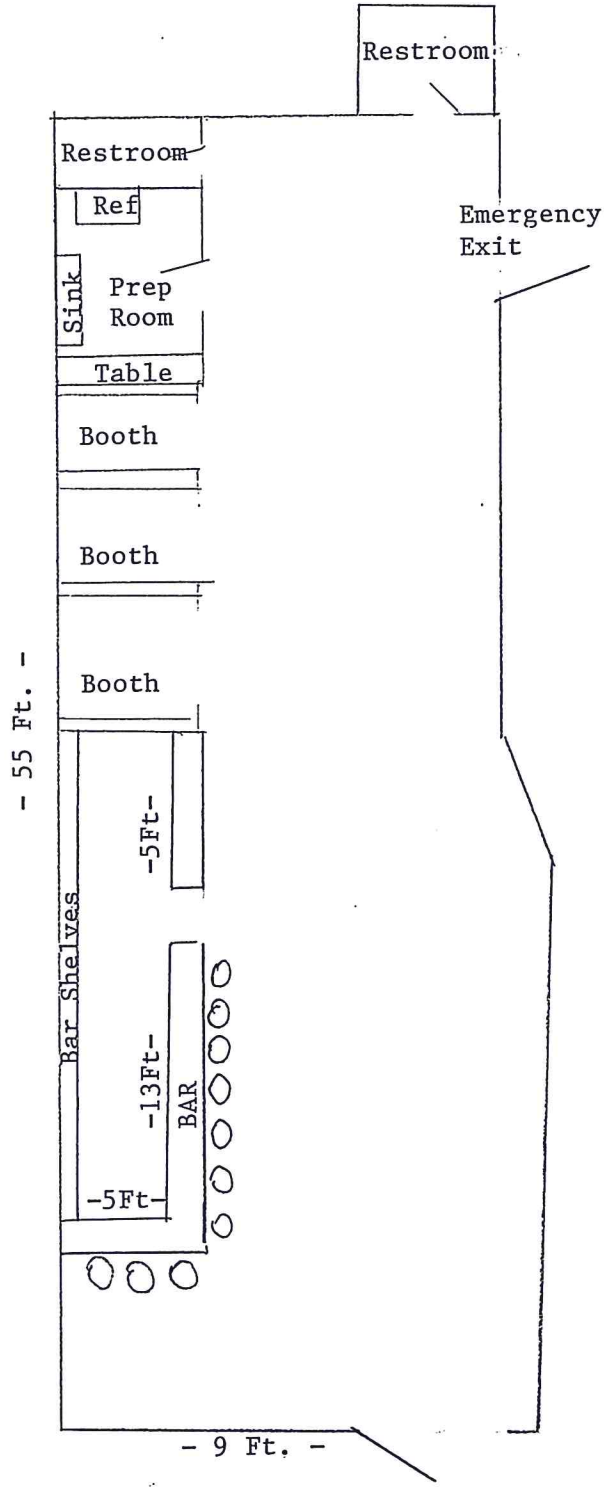 Restroom
Restroom
Ref
Emergency
Exit
Sink
Prep
Room
Table
Booth
Booth
Booth
- 55 Ft. -
-5Ft-
Bar Shelves
-13Ft-
BAR
-5Ft-
- 9 Ft. -